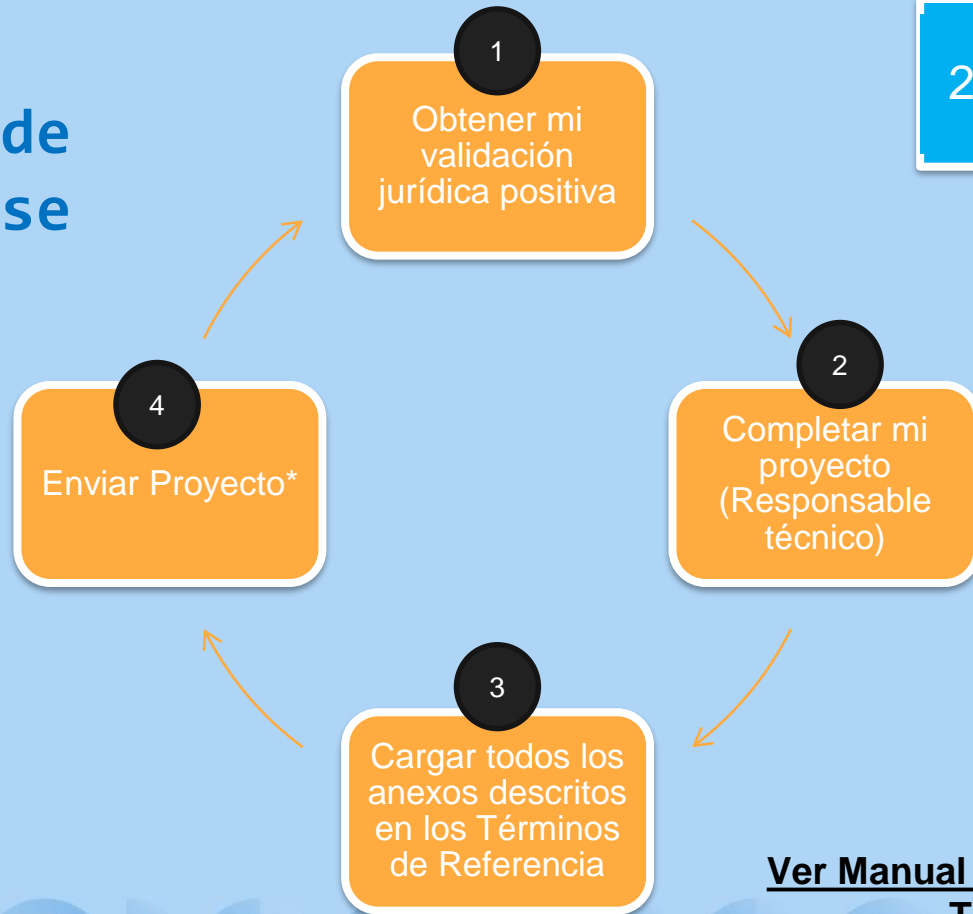 de
se
2
1
Obtener mi
validación
jurídica positiva
2
Completar mi
proyecto
(Responsable
técnico)
3
Cargar todos los
anexos descritos
en los Términos
de Referencia
4
Enviar Proyecto*
Ver Manual